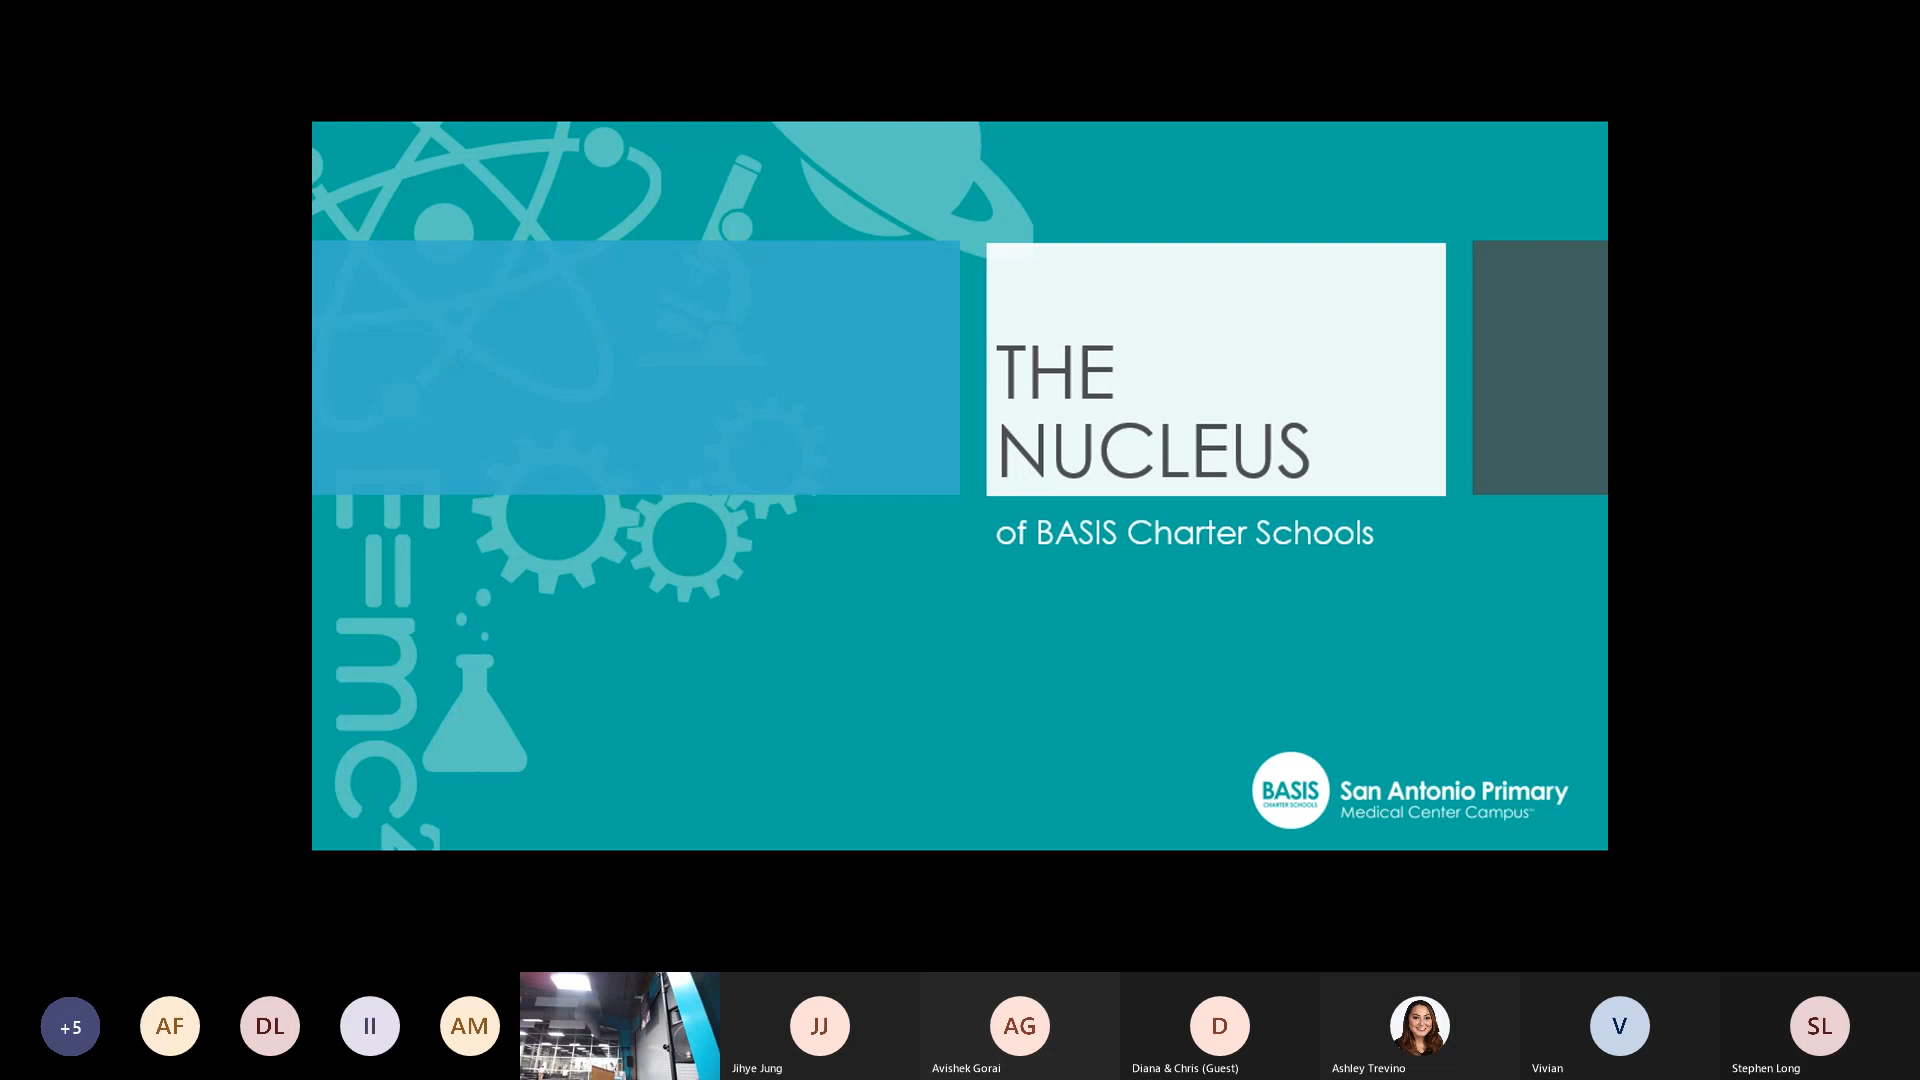 THE
NUCLEUS
of BASIS Charter Schools
E=mc²
BASIS
CHARTER SCHOOLS
San Antonio Primary
Medical Center Campus
+5
AF
DL
II
AM
JJ
AG
D
V
SL
Jihye Jung
Avishek Gorai
Diana & Chris (Guest)
Ashley Trevino
Vivian
Stephen Long